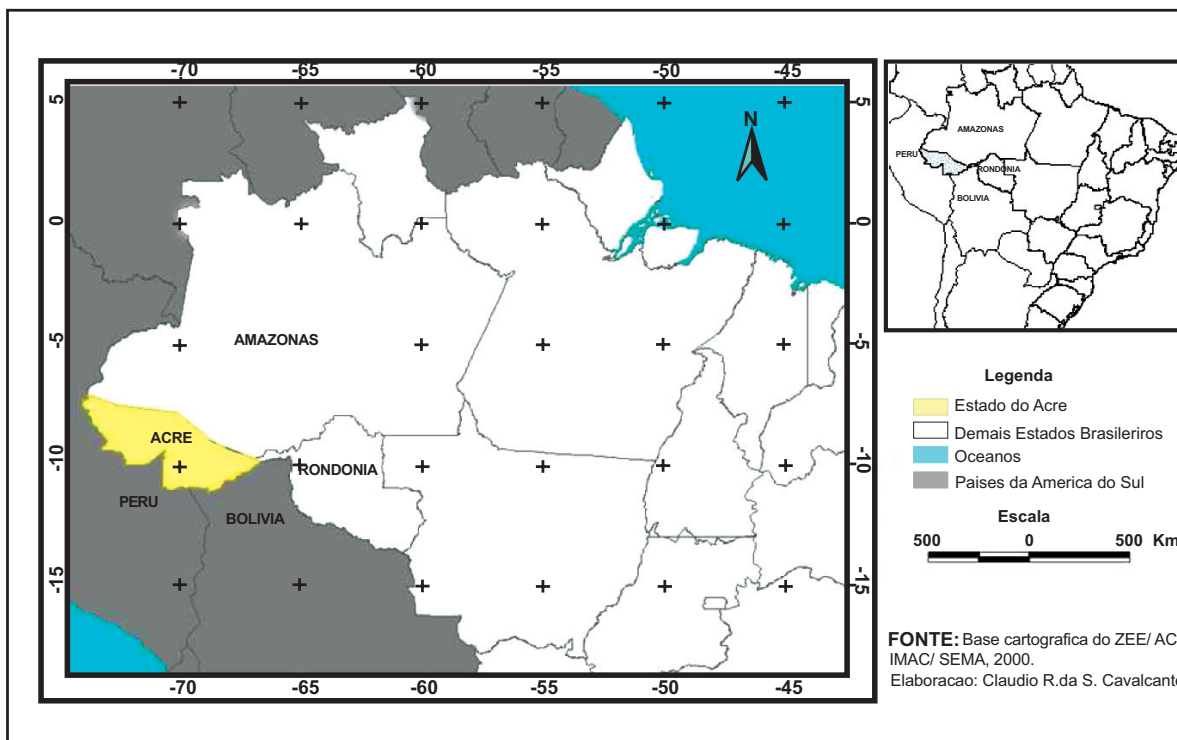 -70 -65 -60 -55 -50 -45
5 5
N
0 0
AMAZONAS
-5 -5
ACRE
-10 -10
RONDONIA
PERU
BOLIVIA
-15 -15
-70 -65 -60 -55 -50 -45
AMAZONAS
PERU
RONDONIA
BOLIVIA
Legenda
Estado do Acre
Demais Estados Brasileriros
Oceanos
Paises da America do Sul
Escala
500 0 500 Km
FONTE: Base cartografica do ZEE/ AC
IMAC/ SEMA, 2000.
Elaboracao: Claudio R.da S. Cavalcante